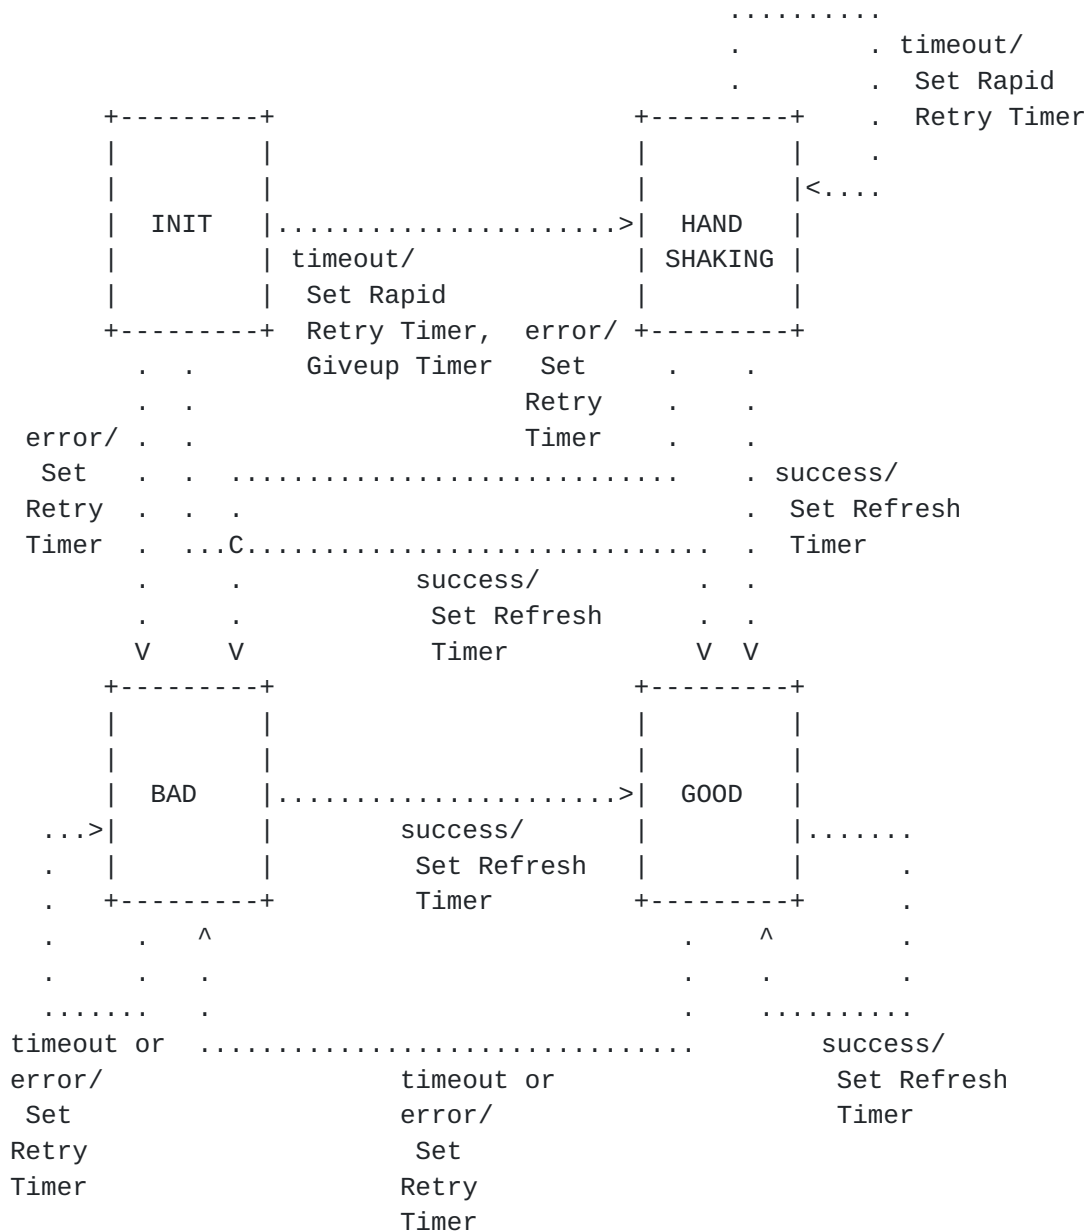 timeout/
Set Rapid
Retry Timer
INIT
HAND
SHAKING
timeout/
Set Rapid
Retry Timer,
Giveup Timer
error/
Set
Retry
Timer
error/
Set
Retry
Timer
success/
Set Refresh
Timer
C
success/
Set Refresh
Timer
V V V V
BAD
GOOD
success/
Set Refresh
Timer
timeout or
error/
Set
Retry
Timer
timeout or
error/
Set
Retry
Timer
success/
Set Refresh
Timer